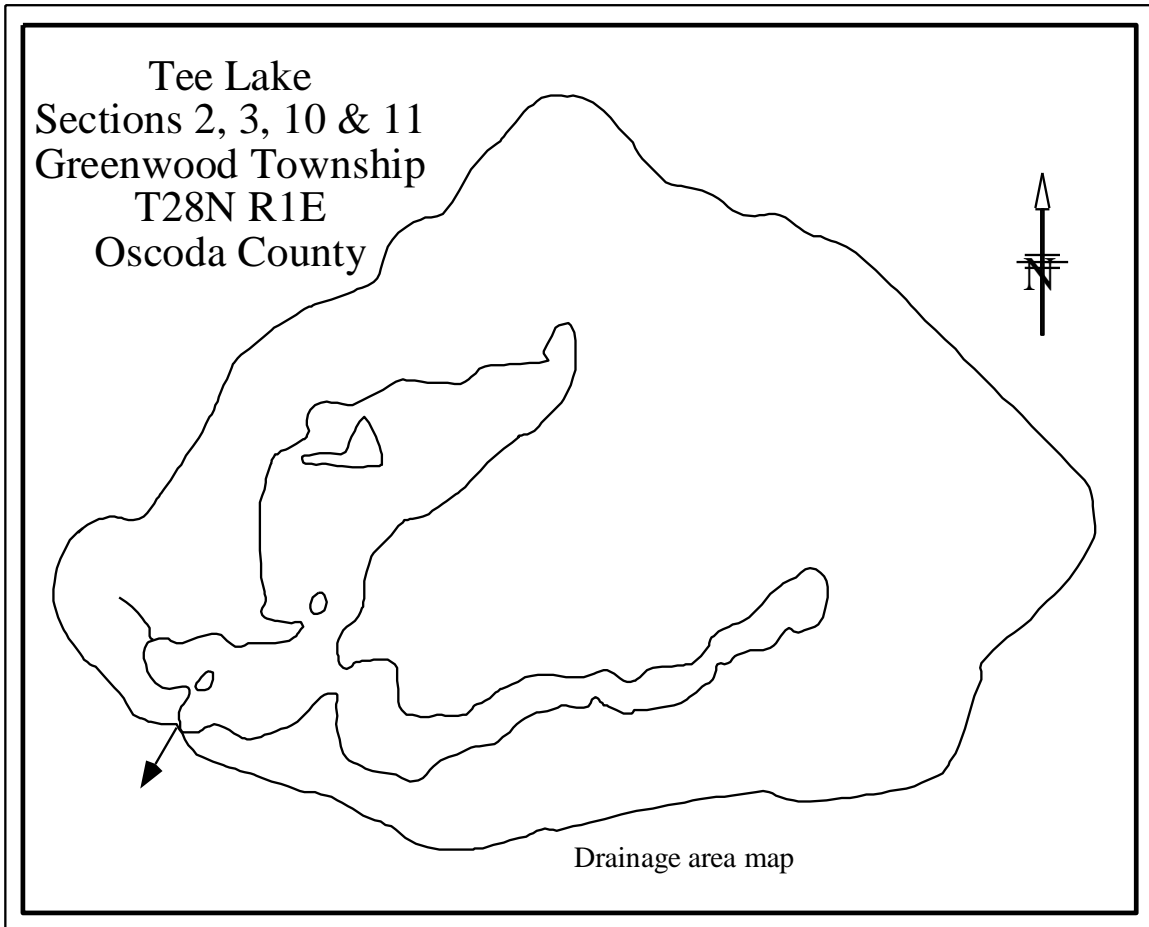 Tee Lake
Sections 2, 3, 10 & 11
Greenwood Township
T28N R1E
Oscoda County
N
Drainage area map